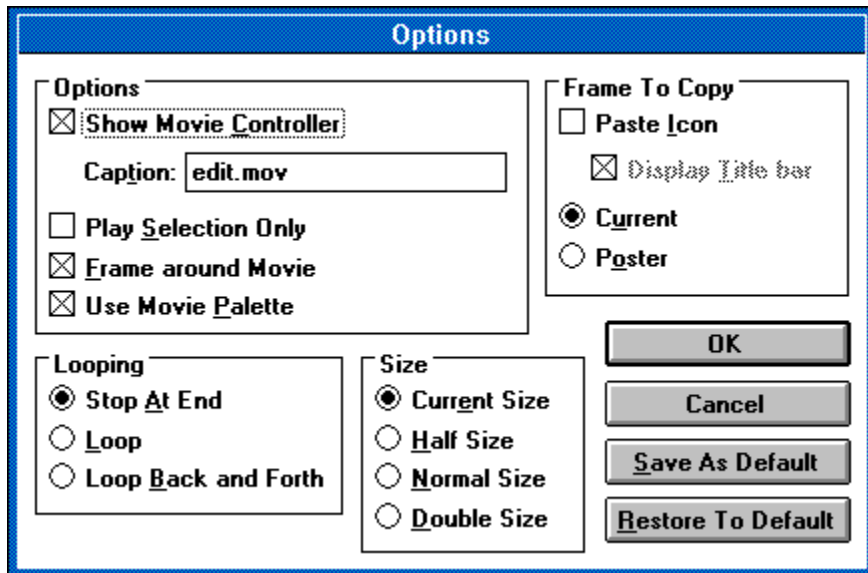 Options
Options
Show Movie Controller
Caption: edit.mov
Play Selection Only
Frame around Movie
Use Movie Palette
Frame To Copy
Paste Icon
Display Title bar
Current
Poster
Looping
Stop At End
Loop
Loop Back and Forth
Size
Current Size
Half Size
Normal Size
Double Size
OK
Cancel
Save As Default
Restore To Default